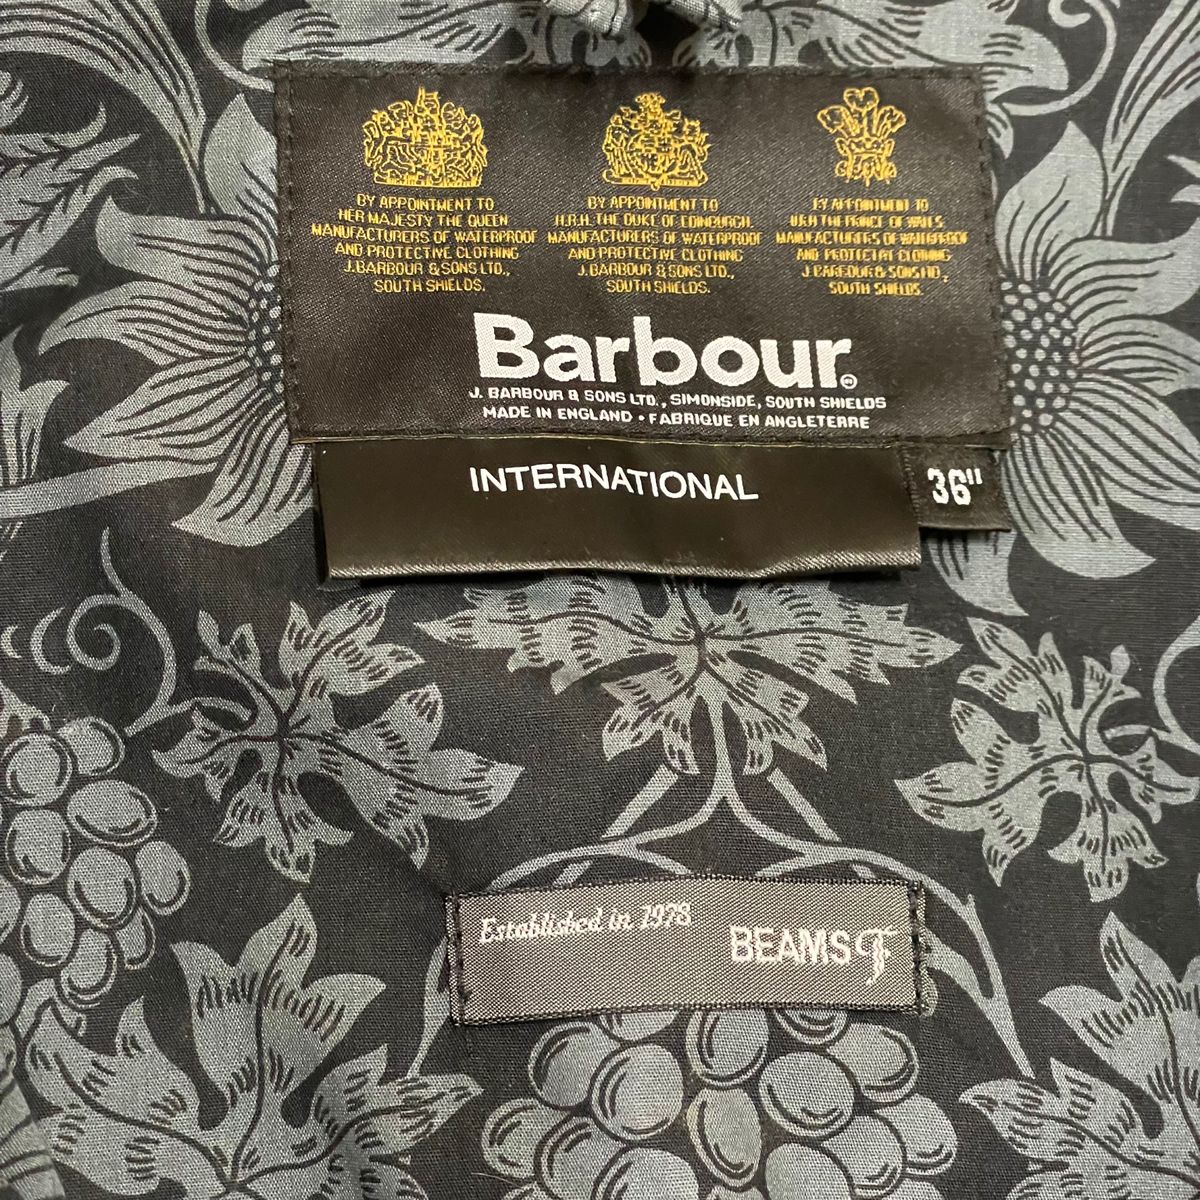 BY APPOINTMENT TO
HER MAJESTY THE QUEEN
MANUFACTURERS OF WATERPROOF
AND PROTECTIVE CLOTHING
J. BARBOUR & SONS LTD.,
SOUTH SHIELDS.
BY APPOINTMENT TO
H.R.H. THE DUKE OF EDINBURGH.
MANUFACTURERS OF WATERPROOF
AND PROTECTIVE CLOTHING
J. BARBOUR & SONS LTD.,
SOUTH SHIELDS.
BY APPOINTMENT TO
H.R.H THE PRINCE OF WALES
MANUFACTURERS OF WATERPROOF
AND PROTECTIVE CLOTHING
J BARBOUR & SONS LTD,
SOUTH SHIELDS.
Barbour®
J. BARBOUR & SONS LTD., SIMONSIDE, SOUTH SHIELDS
MADE IN ENGLAND • FABRIQUE EN ANGLETERRE
INTERNATIONAL
36"
Established in 1978
BEAMS F